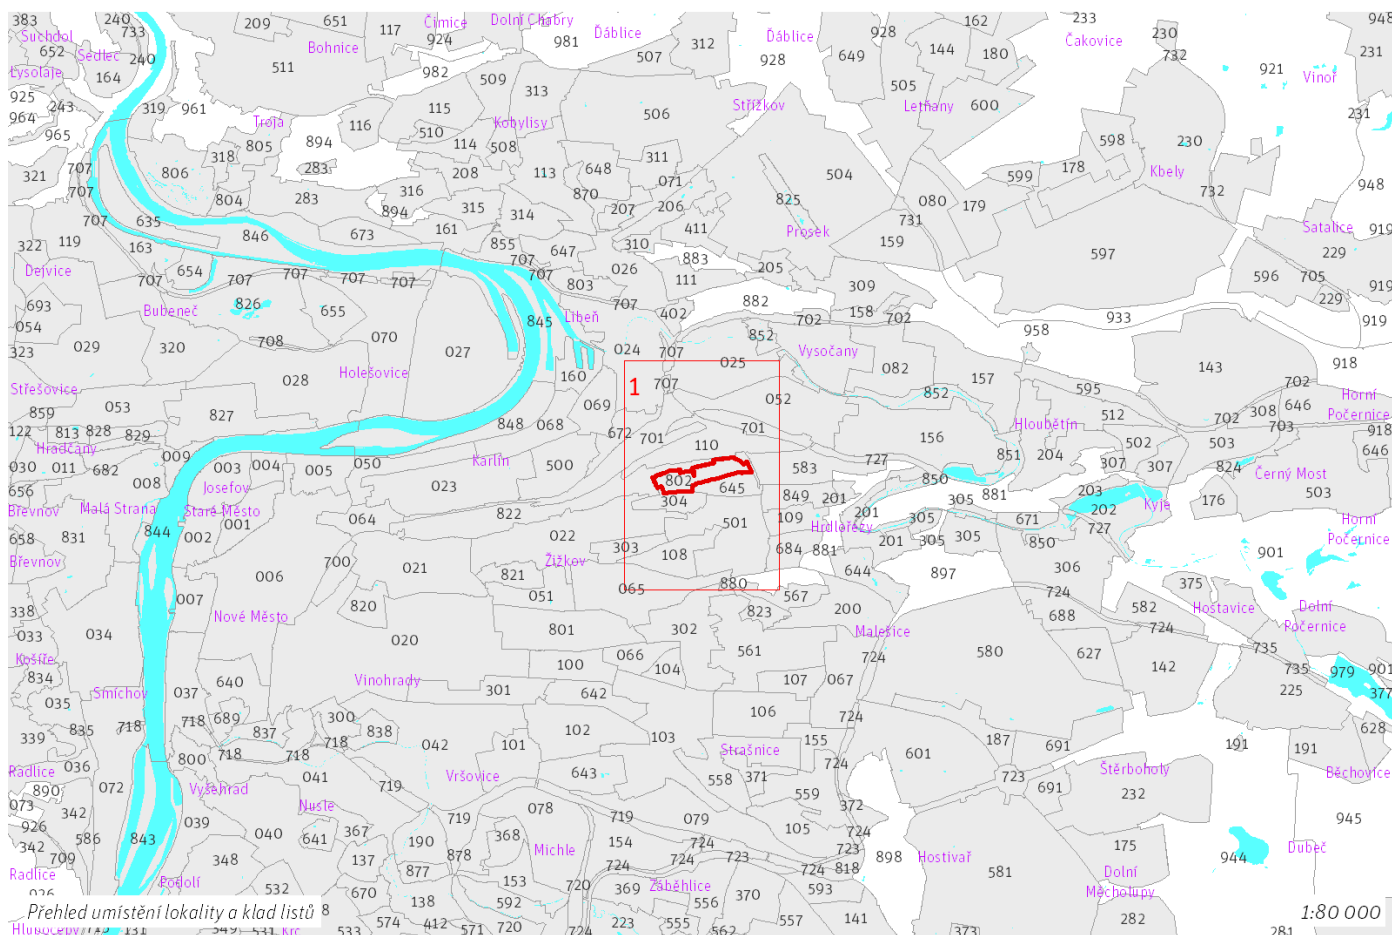 383 240 209 651 117 Čimice Dolní Chabry 162 233 948
Suchdol 733 Bohnice 924 981 Ďáblice 312 Ďáblice 928 144 180 Čakovice 230
652 Sedlec 240 507 928 649 732 231
Lysolaje 164 511 982 509 313 505 921 Vinoř
925 243 319 961 115 506 Střížkov Letňany 600
964 965 Troja 116 510 Kobylisy 231
894 805 114 508 311 598 230
321 707 806 318 283 208 113 648 071 504 599 178 Kbely
707 804 283 316 870 207 206 825 080 179 732 948
707 635 846 894 315 314 411 731 Satalice 919
322 119 163 673 161 855 647 310 883 Prosek 159 597 229
Dejvice 654 707 707 707 707 707 707 026 111 205 596 705
693 Bubeneč 826 655 803 707 882 309 229 919
054 845 Libeň 402 702 158 702 933 919
323 029 320 708 070 027 024 707 852 Vysočany 958
028 Holešovice 160 1 025 082 157 143 918
Střešovice 707 052 852 595 702 Horní Počernice
859 053 827 069 512 702 308 646
122 813 828 829 848 068 672 701 701 156 Hloubětín 703 918
Hradčany 009 Karlín 110 502 503 646
030 011 682 003 004 005 050 500 583 727 851 204 307 307 824 Černý Most
656 008 Josefov 023 802 645 850 881 203 503
Břevnov Malá Strana Staré Město 304 849 201 305 202 Kyje 176
658 831 844 001 064 822 501 109 201 305 671 727 Horní Počernice
Břevnov 002 022 303 Hrdlořezy 201 305 305 850
700 021 Žižkov 108 684 881 901
006 821 644 897 306
338 007 051 065 880 567 724 375
Nové Město 820 823 200 688 582 Hostavice Dolní Počernice
033 034 801 302 Malešice 724
Košíře 020 066 561 724 580 627 142 735 735 979 901
834 640 100 104
Smíchov 037 Vinohrady 301 642 107 067 225 377
035 689 300 106
718 718 837 838 102 724 628
339 835 718 718 718 042 101 103 155 187 691 191 191
036 800 Strašnice 601
Radlice 072 041 Vršovice 643 558 371 724 723 Štěrboholy Běchovice
890 Vyšehrad 719 559 691 232
073 342 Nusle 078 372 945
926 039 719 719 079
342 586 843 040 641 367 190 368 154 724 105 724 175 Dubeč
709 348 137 878 Michle 724 723 723 898 Hostivař 944
Radlice 877 724 724 818 581 Dolní Měcholupy
Podolí 532 670 153 720 369 Záběhlice 370 593
926 138 592 556
Přehled umístění lokality a klad listů 574 412 571 720 223 555 557 141 282 1:80 000
Hlubočepy 715 131 349 531 Krč 533 724 562 373 281